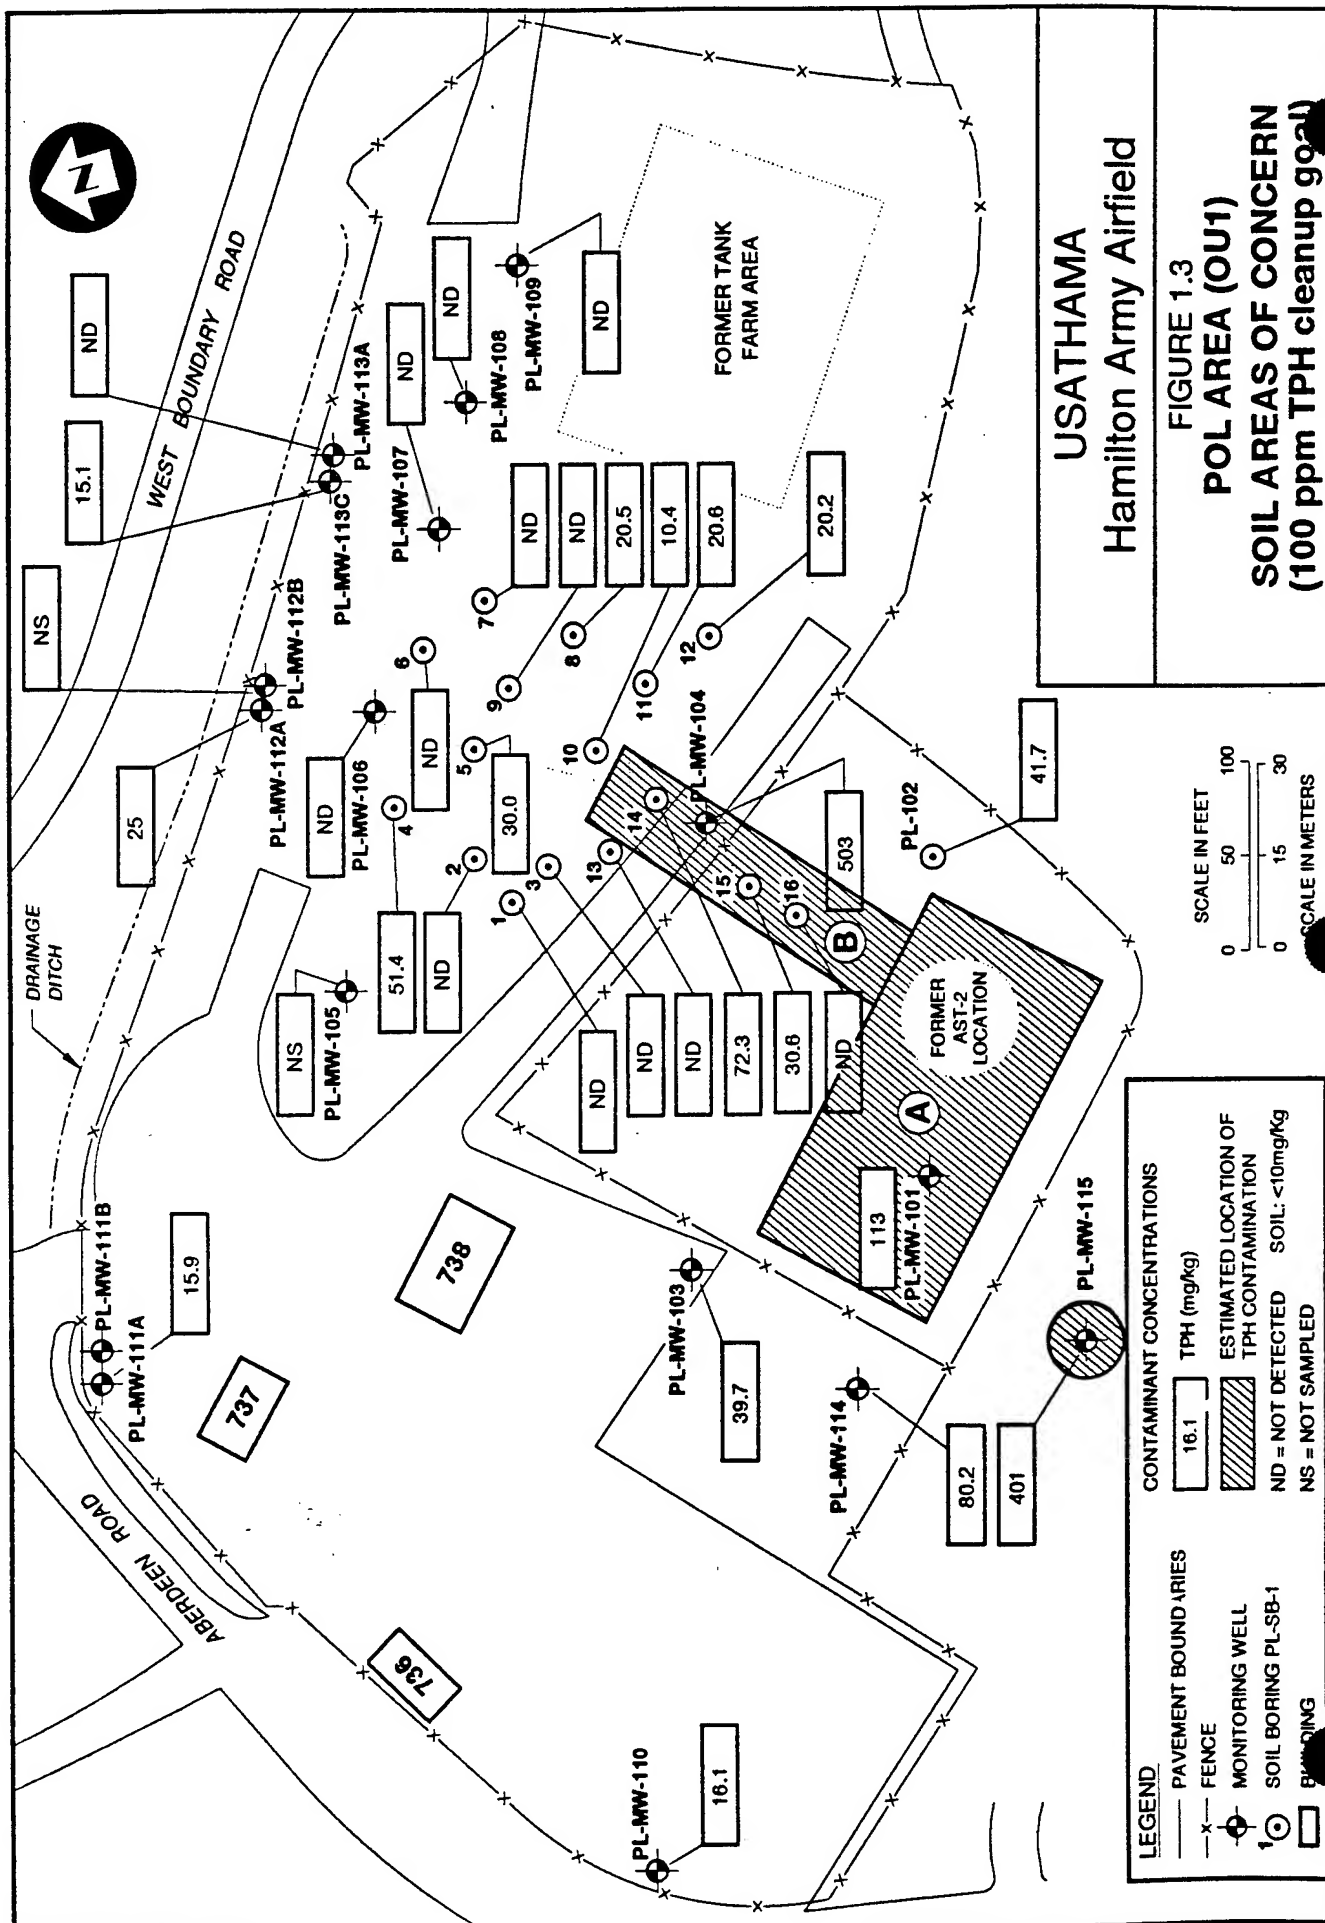 USATHAMA
Hamilton Army Airfield
FIGURE 1.3
POL AREA (OU1)
SOIL AREAS OF CONCERN
(100 ppm TPH cleanup goal)
N
DRAINAGE
DITCH
WEST BOUNDARY ROAD
ABERDEEN ROAD
NS
15.1
ND
25
PL-MW-112A
PL-MW-112B
PL-MW-113C
PL-MW-113A
PL-MW-111B
PL-MW-111A
15.9
NS
PL-MW-105
ND
PL-MW-106
ND
PL-MW-107
ND
PL-MW-108
PL-MW-109
ND
FORMER TANK
FARM AREA
737
738
736
51.4
ND
ND
30.0
1
2
3
4
5
6
7
8
9
10
11
12
13
14
15
16
ND
ND
20.5
10.4
20.6
20.2
ND
ND
ND
72.3
30.6
ND
PL-MW-104
503
PL-102
41.7
B
A
FORMER
AST-2
LOCATION
113
PL-MW-101
PL-MW-103
39.7
PL-MW-114
80.2
401
PL-MW-115
PL-MW-110
16.1
SCALE IN FEET
0 50 100
0 15 30
SCALE IN METERS
LEGEND
PAVEMENT BOUNDARIES
x FENCE
MONITORING WELL
1 SOIL BORING PL-SB-1
CONTAMINANT CONCENTRATIONS
16.1 TPH (mg/kg)
ESTIMATED LOCATION OF
TPH CONTAMINATION
ND = NOT DETECTED SOIL: <10mg/Kg
NS = NOT SAMPLED